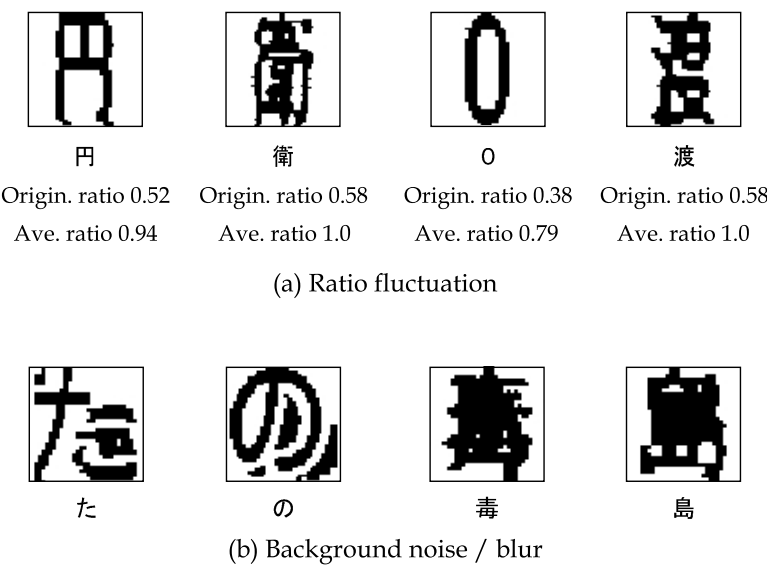 円 衛 0 渡
Origin. ratio 0.52 Origin. ratio 0.58 Origin. ratio 0.38 Origin. ratio 0.58
Ave. ratio 0.94 Ave. ratio 1.0 Ave. ratio 0.79 Ave. ratio 1.0
(a) Ratio fluctuation
た の 毒 島
(b) Background noise / blur